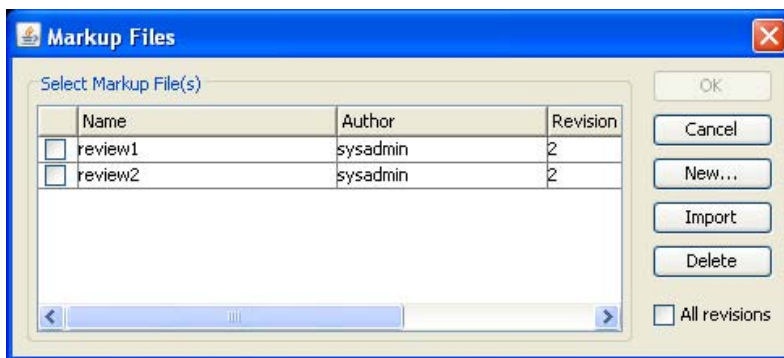 Markup Files
Select Markup File(s)
Name Author Revision
review1 sysadmin 2
review2 sysadmin 2
OK
Cancel
New...
Import
Delete
All revisions